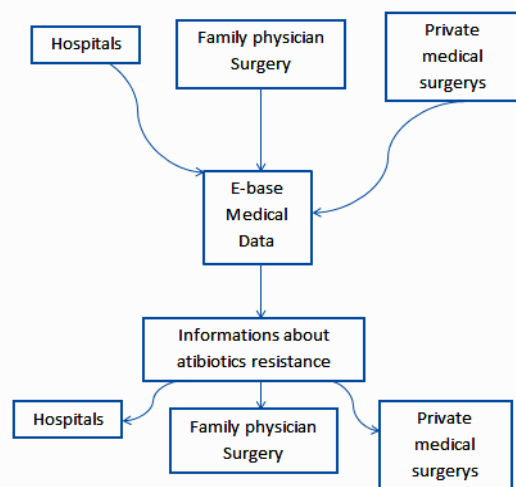 Hospitals
Family physician
Surgery
Private
medical
surgerys
E-base
Medical
Data
Informations about
atibiotics resistance
Hospitals
Family physician
Surgery
Private
medical
surgerys